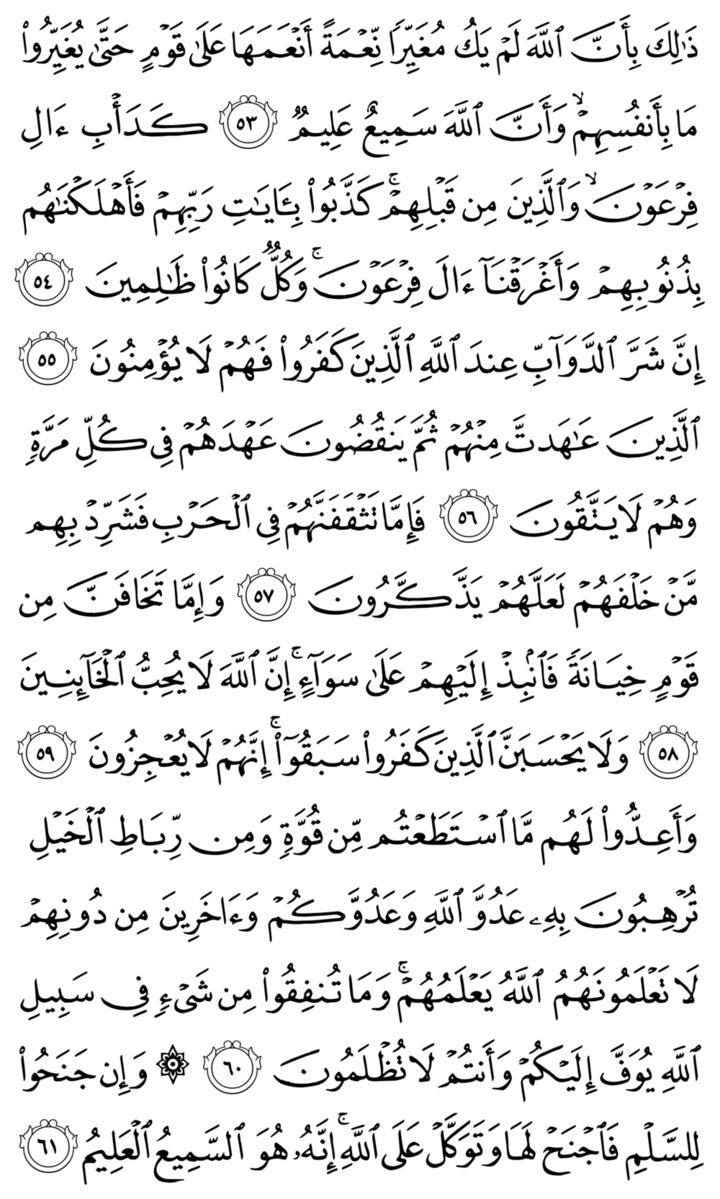 ذَٰلِكَ بِأَنَّ ٱللَّهَ لَمْ يَكُ مُغَيِّرًا نِّعْمَةً أَنْعَمَهَا عَلَىٰ قَوْمٍ حَتَّىٰ يُغَيِّرُوا۟
مَا بِأَنفُسِهِمْ ۙ وَأَنَّ ٱللَّهَ سَمِيعٌ عَلِيمٌ ٥٣ كَدَأْبِ ءَالِ
فِرْعَوْنَ ۙ وَٱلَّذِينَ مِن قَبْلِهِمْ ۚ كَذَّبُوا۟ بِـَٔايَـٰتِ رَبِّهِمْ فَأَهْلَكْنَـٰهُم
بِذُنُوبِهِمْ وَأَغْرَقْنَآ ءَالَ فِرْعَوْنَ ۚ وَكُلٌّ كَانُوا۟ ظَـٰلِمِينَ ٥٤
إِنَّ شَرَّ ٱلدَّوَآبِّ عِندَ ٱللَّهِ ٱلَّذِينَ كَفَرُوا۟ فَهُمْ لَا يُؤْمِنُونَ ٥٥
ٱلَّذِينَ عَـٰهَدتَّ مِنْهُمْ ثُمَّ يَنقُضُونَ عَهْدَهُمْ فِى كُلِّ مَرَّةٍ
وَهُمْ لَا يَتَّقُونَ ٥٦ فَإِمَّا تَثْقَفَنَّهُمْ فِى ٱلْحَرْبِ فَشَرِّدْ بِهِم
مَّنْ خَلْفَهُمْ لَعَلَّهُمْ يَذَّكَّرُونَ ٥٧ وَإِمَّا تَخَافَنَّ مِن
قَوْمٍ خِيَانَةً فَٱنۢبِذْ إِلَيْهِمْ عَلَىٰ سَوَآءٍ ۚ إِنَّ ٱللَّهَ لَا يُحِبُّ ٱلْخَآئِنِينَ
٥٨ وَلَا يَحْسَبَنَّ ٱلَّذِينَ كَفَرُوا۟ سَبَقُوٓا۟ ۚ إِنَّهُمْ لَا يُعْجِزُونَ ٥٩
وَأَعِدُّوا۟ لَهُم مَّا ٱسْتَطَعْتُم مِّن قُوَّةٍ وَمِن رِّبَاطِ ٱلْخَيْلِ
تُرْهِبُونَ بِهِۦ عَدُوَّ ٱللَّهِ وَعَدُوَّكُمْ وَءَاخَرِينَ مِن دُونِهِمْ
لَا تَعْلَمُونَهُمُ ٱللَّهُ يَعْلَمُهُمْ ۚ وَمَا تُنفِقُوا۟ مِن شَىْءٍ فِى سَبِيلِ
ٱللَّهِ يُوَفَّ إِلَيْكُمْ وَأَنتُمْ لَا تُظْلَمُونَ ٦٠ ۞ وَإِن جَنَحُوا۟
لِلسَّلْمِ فَٱجْنَحْ لَهَا وَتَوَكَّلْ عَلَى ٱللَّهِ ۚ إِنَّهُۥ هُوَ ٱلسَّمِيعُ ٱلْعَلِيمُ ٦١